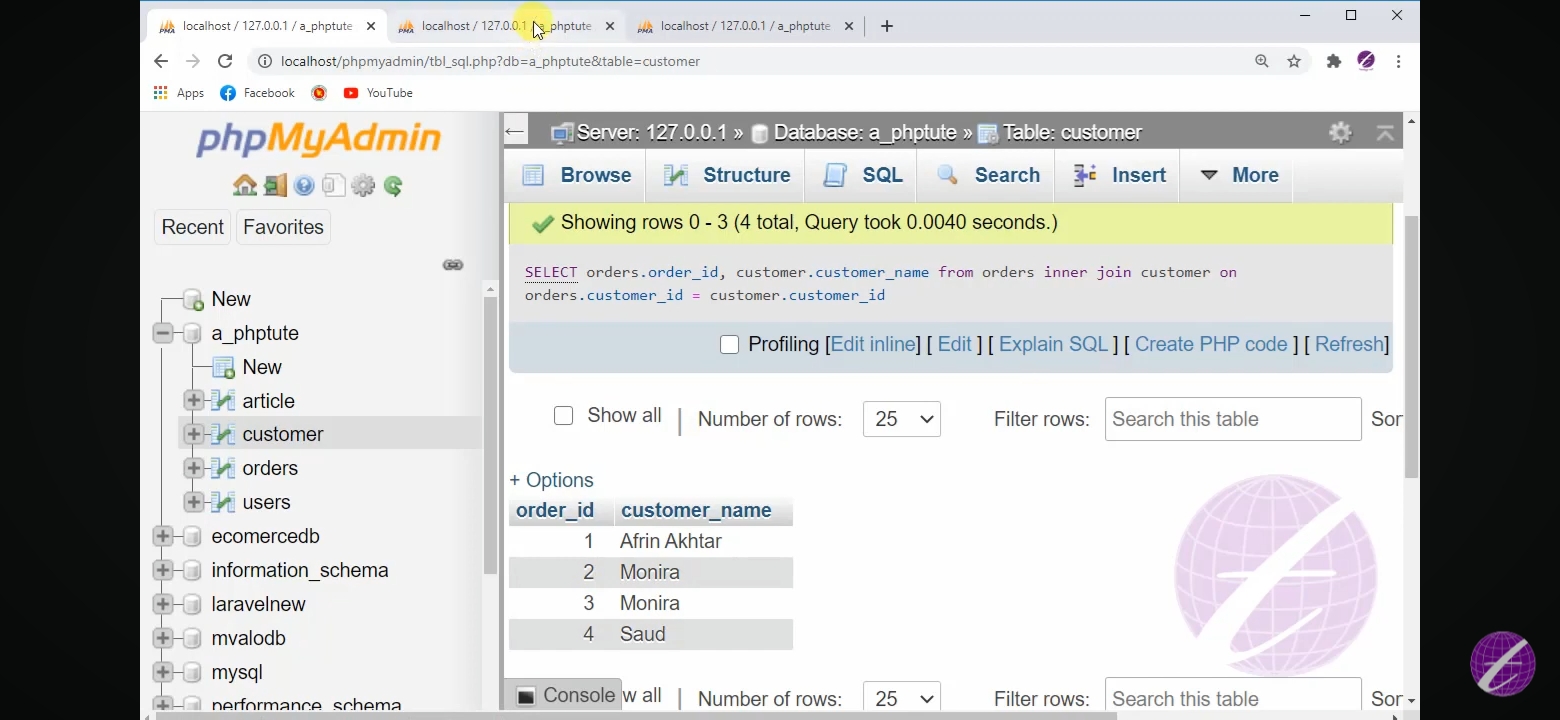 localhost / 127.0.0.1 / a_phptute
localhost / 127.0.0.1 / a_phptute
localhost / 127.0.0.1 / a_phptute
localhost/phpmyadmin/tbl_sql.php?db=a_phptute&table=customer
Apps Facebook YouTube
phpMyAdmin
Recent Favorites
New
a_phptute
New
article
customer
orders
users
ecomercedb
information_schema
laravelnew
mvalodb
mysql
performance_schema
Server: 127.0.0.1 » Database: a_phptute » Table: customer
Browse Structure SQL Search Insert More
Showing rows 0 - 3 (4 total, Query took 0.0040 seconds.)
SELECT orders.order_id, customer.customer_name from orders inner join customer on
orders.customer_id = customer.customer_id
Profiling [Edit inline] [ Edit ] [ Explain SQL ] [ Create PHP code ] [ Refresh]
Show all | Number of rows: 25 Filter rows: Search this table Sor
+ Options
order_id customer_name
1 Afrin Akhtar
2 Monira
3 Monira
4 Saud
Console w all | Number of rows: 25 Filter rows: Search this table Sor